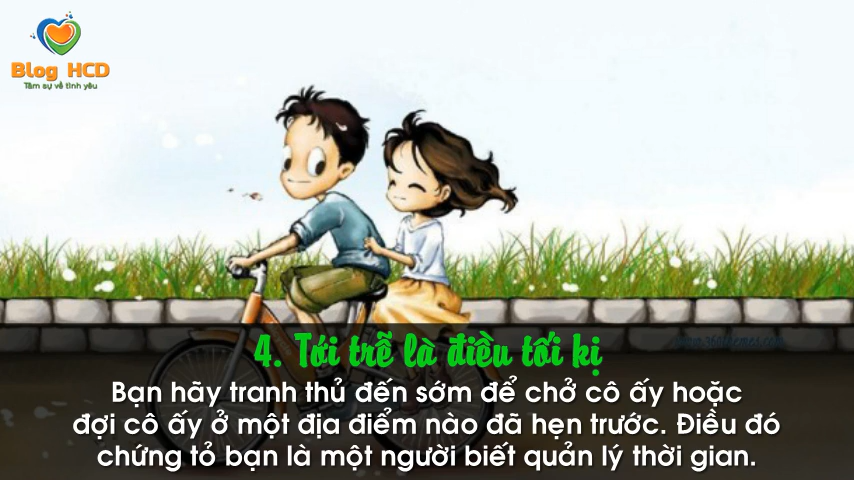 Blog HCD
Tâm sự về tình yêu
4. Tới trễ là điều tối kị
Bạn hãy tranh thủ đến sớm để chở cô ấy hoặc
đợi cô ấy ở một địa điểm nào đã hẹn trước. Điều đó
chứng tỏ bạn là một người biết quản lý thời gian.